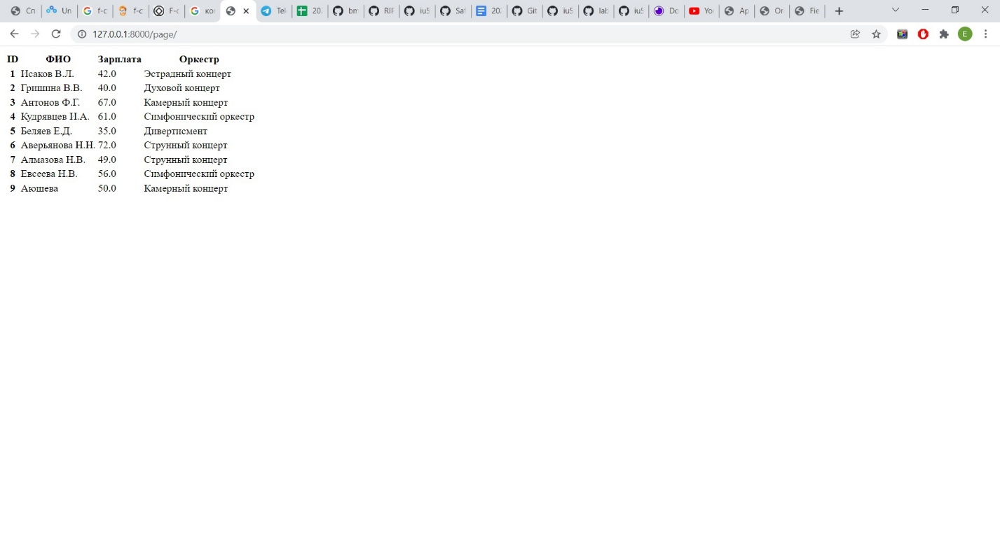 Сп Un f-c f-c F-c кон Tel 20. bm RIF iu5 Saf 20. Git iu5 lab iu5 Do Yo Ap Or Fie
127.0.0.1:8000/page/ E
ID ФИО Зарплата Оркестр
1 Исаков В.Л. 42.0 Эстрадный концерт
2 Гришина В.В. 40.0 Духовой концерт
3 Антонов Ф.Г. 67.0 Камерный концерт
4 Кудрявцев И.А. 61.0 Симфонический оркестр
5 Беляев Е.Д. 35.0 Дивертисмент
6 Аверьянова Н.Н. 72.0 Струнный концерт
7 Алмазова Н.В. 49.0 Струнный концерт
8 Евсеева Н.В. 56.0 Симфонический оркестр
9 Аюшева 50.0 Камерный концерт